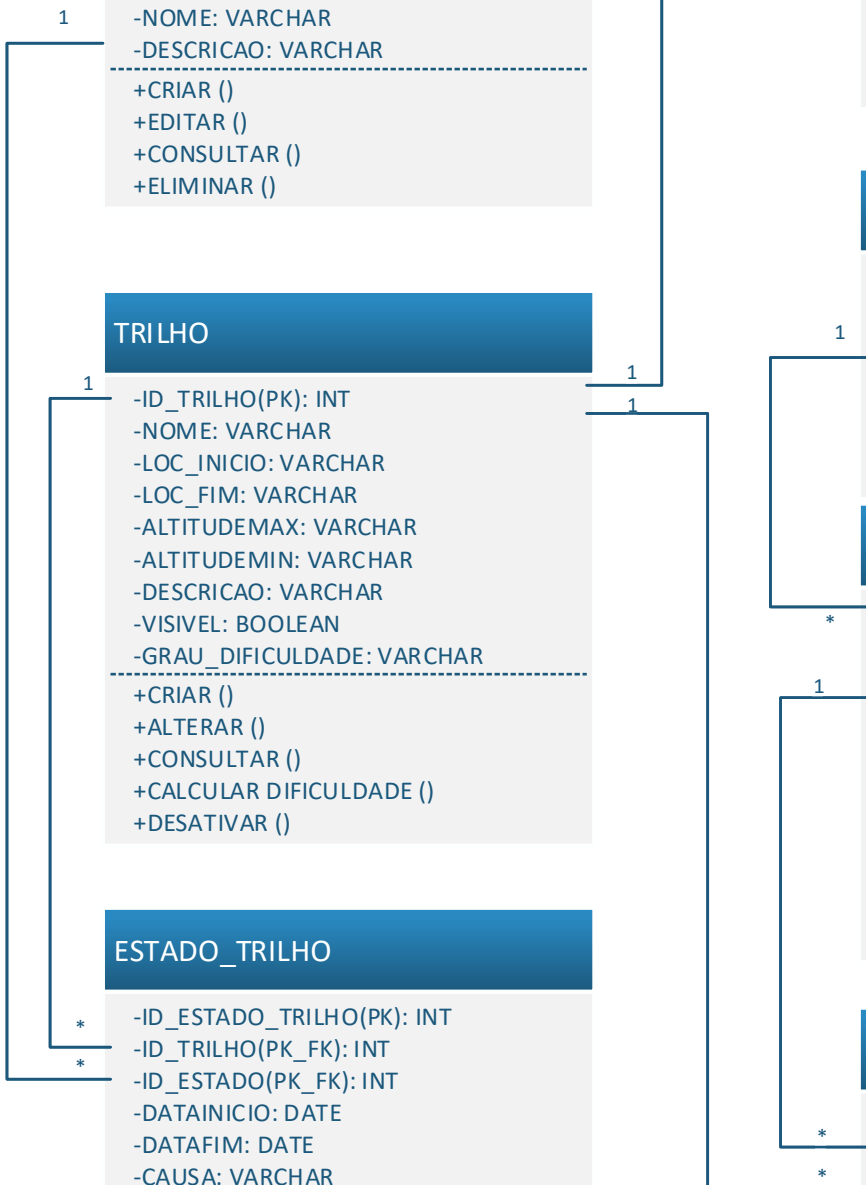 1
-NOME: VARCHAR
-DESCRICAO: VARCHAR
+CRIAR ()
+EDITAR ()
+CONSULTAR ()
+ELIMINAR ()
TRILHO
1
1
1
-ID_TRILHO(PK): INT
-NOME: VARCHAR
-LOC_INICIO: VARCHAR
-LOC_FIM: VARCHAR
-ALTITUDEMAX: VARCHAR
-ALTITUDEMIN: VARCHAR
-DESCRICAO: VARCHAR
-VISIVEL: BOOLEAN
-GRAU_DIFICULDADE: VARCHAR
+CRIAR ()
+ALTERAR ()
+CONSULTAR ()
+CALCULAR DIFICULDADE ()
+DESATIVAR ()
ESTADO_TRILHO
*
*
-ID_ESTADO_TRILHO(PK): INT
-ID_TRILHO(PK_FK): INT
-ID_ESTADO(PK_FK): INT
-DATAINICIO: DATE
-DATAFIM: DATE
-CAUSA: VARCHAR
1
*
1
*
*